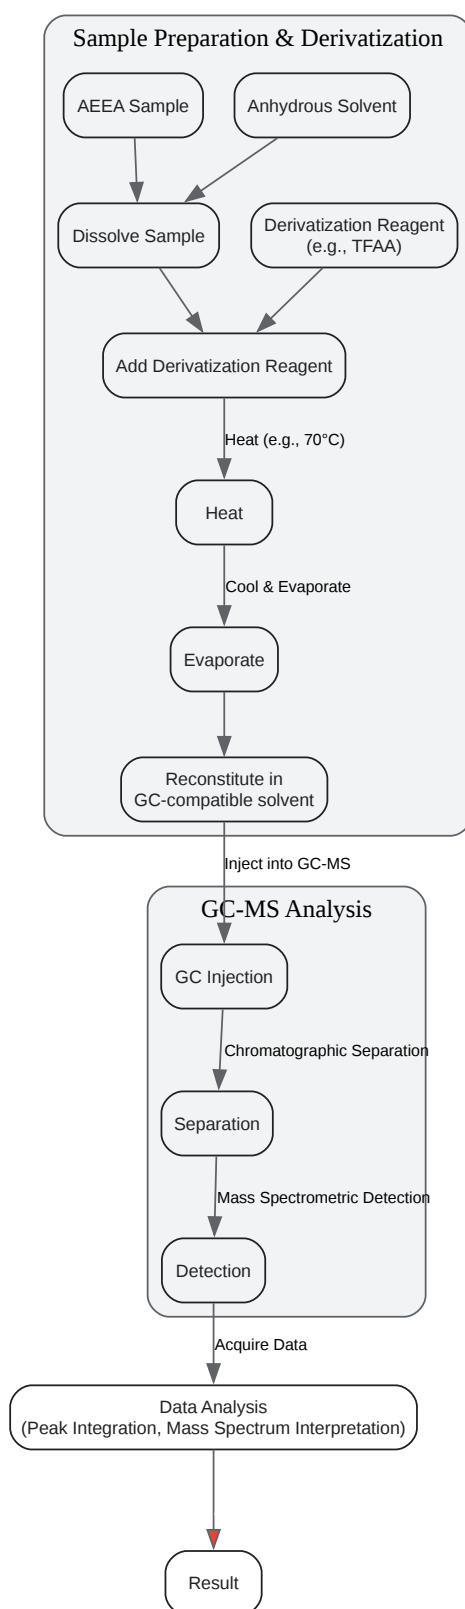 Sample Preparation & Derivatization
AEEA Sample
Anhydrous Solvent
Dissolve Sample
Derivatization Reagent
(e.g., TFAA)
Add Derivatization Reagent
Heat (e.g., 70°C)
Heat
Cool & Evaporate
Evaporate
Reconstitute in
GC-compatible solvent
Inject into GC-MS
GC-MS Analysis
GC Injection
Chromatographic Separation
Separation
Mass Spectrometric Detection
Detection
Acquire Data
Data Analysis
(Peak Integration, Mass Spectrum Interpretation)
Result